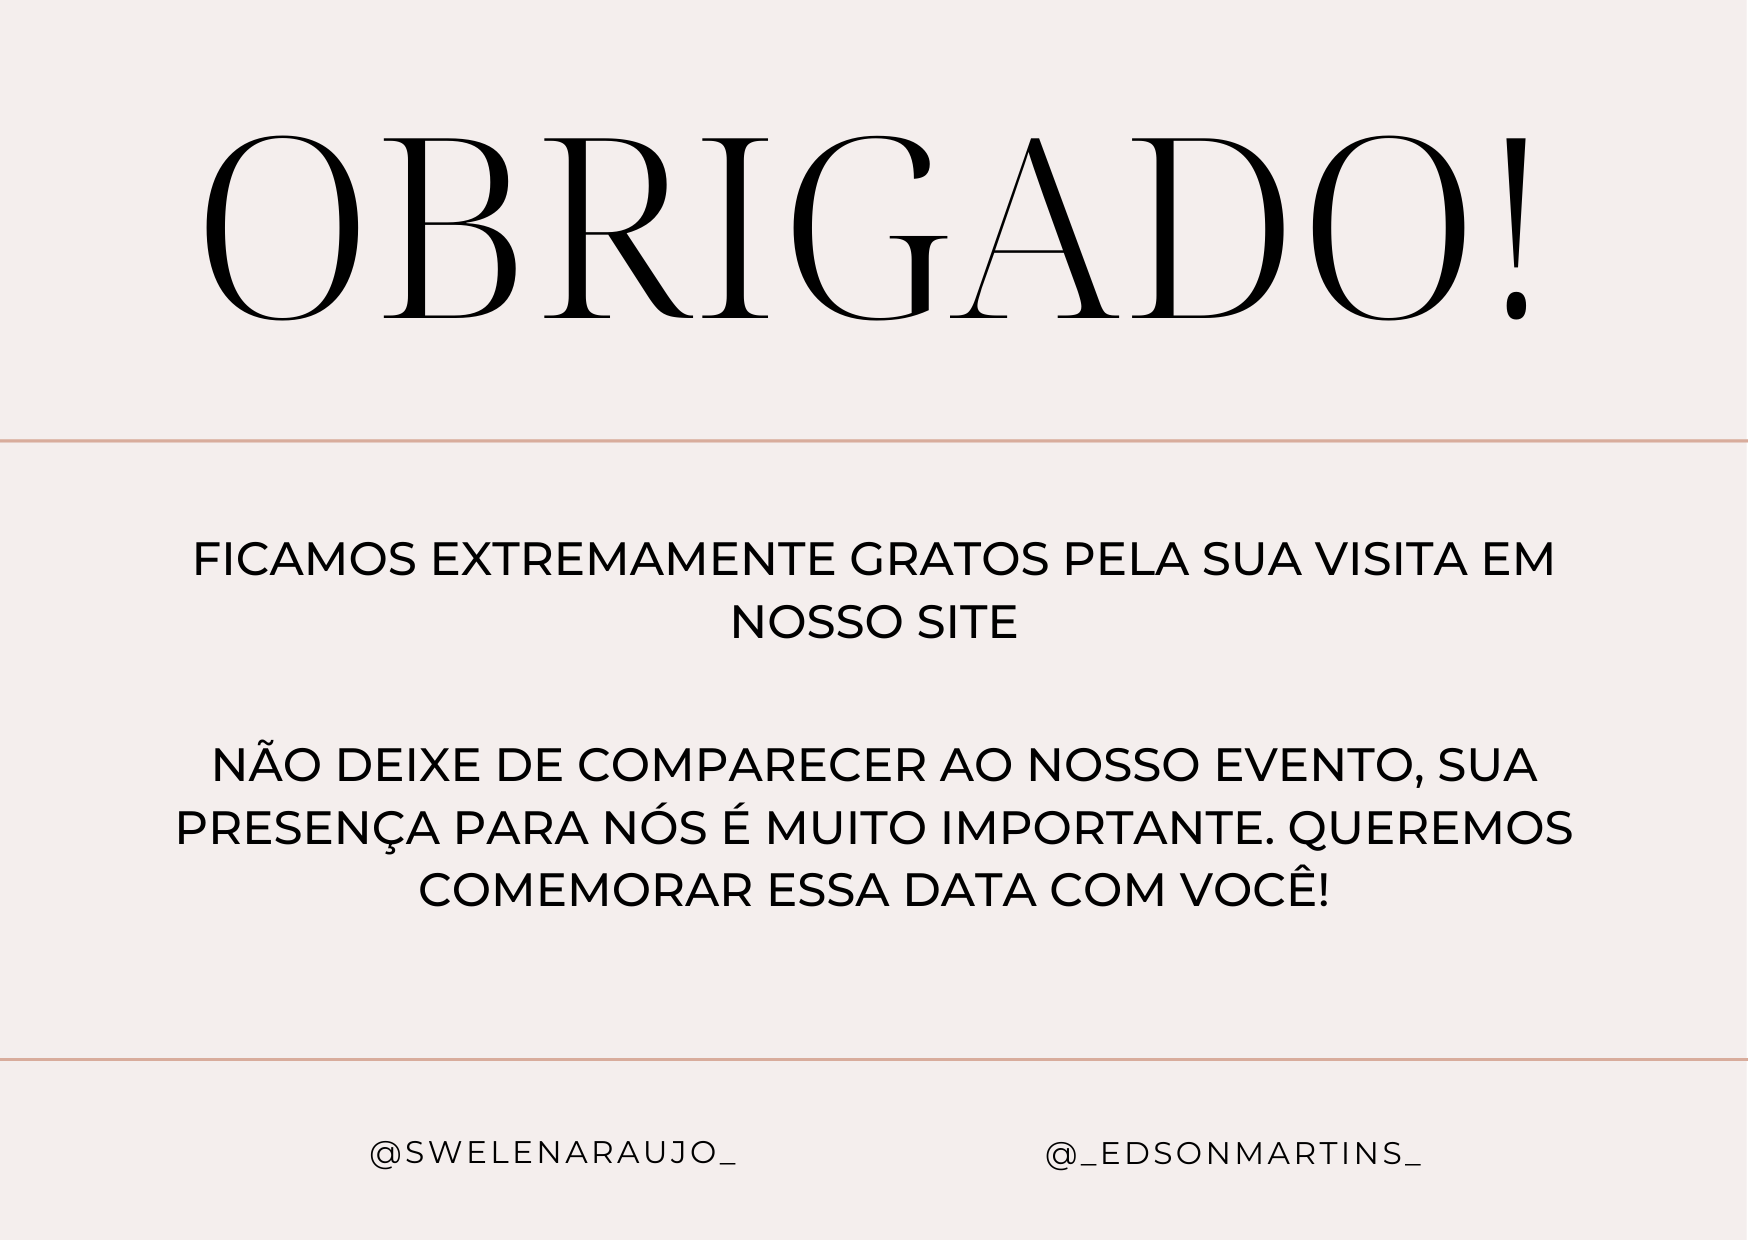 OBRIGADO!
FICAMOS EXTREMAMENTE GRATOS PELA SUA VISITA EM
NOSSO SITE
NÃO DEIXE DE COMPARECER AO NOSSO EVENTO, SUA
PRESENÇA PARA NÓS É MUITO IMPORTANTE. QUEREMOS
COMEMORAR ESSA DATA COM VOCÊ!
@SWELENARAUJO_
@_EDSONMARTINS_